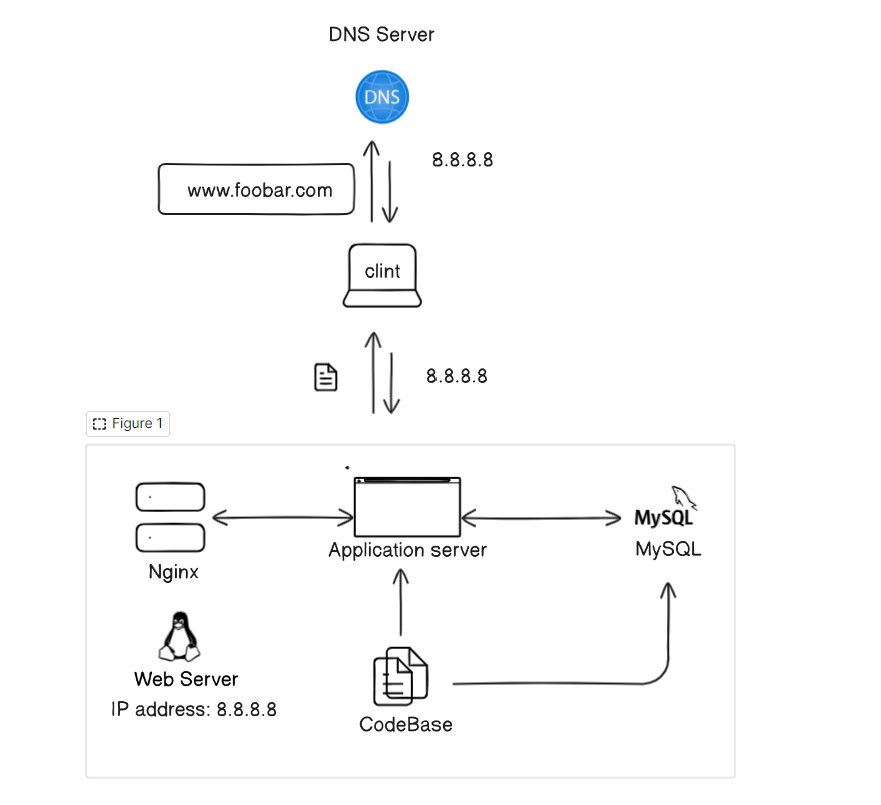 DNS Server
DNS
8.8.8.8
www.foobar.com
clint
8.8.8.8
Figure 1
MySQL
Application server
MySQL
Nginx
Web Server
IP address: 8.8.8.8
CodeBase